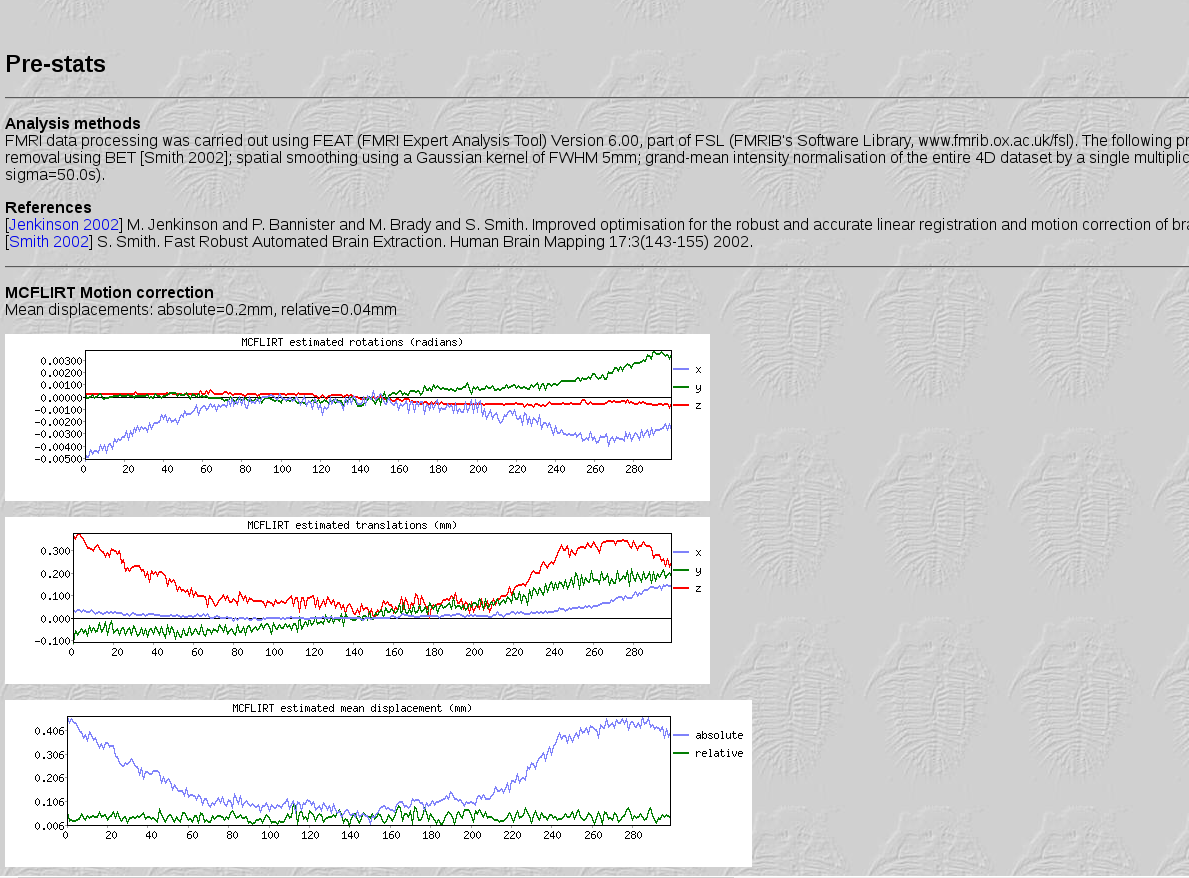 Pre-stats
Analysis methods
FMRI data processing was carried out using FEAT (FMRI Expert Analysis Tool) Version 6.00, part of FSL (FMRIB's Software Library, www.fmrib.ox.ac.uk/fsl). The following
removal using BET [Smith 2002]; spatial smoothing using a Gaussian kernel of FWHM 5mm; grand-mean intensity normalisation of the entire 4D dataset by a single
sigma=50.0s).
References
[Jenkinson 2002] M. Jenkinson and P. Bannister and M. Brady and S. Smith. Improved optimisation for the robust and accurate linear registration and motion correction of
[Smith 2002] S. Smith. Fast Robust Automated Brain Extraction. Human Brain Mapping 17:3(143-155) 2002.
MCFLIRT Motion correction
Mean displacements: absolute=0.2mm, relative=0.04mm
MCFLIRT estimated rotations (radians)
0.00300
0.00200
0.00100
0.00000
-0.00100
-0.00200
-0.00300
-0.00400
-0.00500
0 20 40 60 80 100 120 140 160 180 200 220 240 260 280
x
y
z
MCFLIRT estimated translations (mm)
0.300
0.200
0.100
0.000
-0.100
0 20 40 60 80 100 120 140 160 180 200 220 240 260 280
x
y
z
MCFLIRT estimated mean displacement (mm)
0.406
0.306
0.206
0.106
0.006
0 20 40 60 80 100 120 140 160 180 200 220 240 260 280
absolute
relative